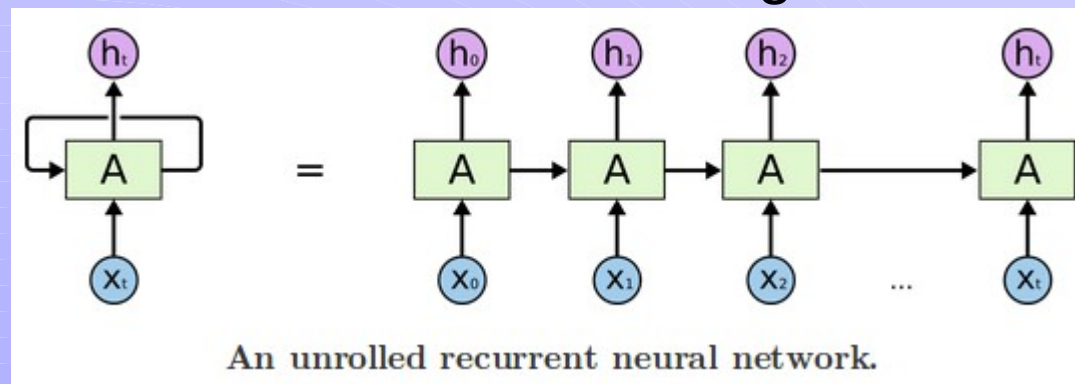 hₜ h₀ h₁ h₂ hₜ
A = A A A A
xₜ x₀ x₁ x₂ ... xₜ
An unrolled recurrent neural network.